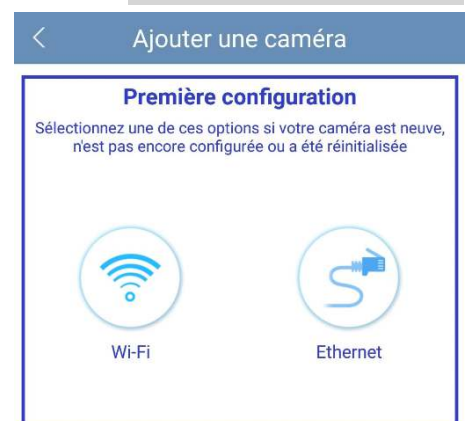 Ajouter une caméra
Première configuration
Sélectionnez une de ces options si votre caméra est neuve,
n'est pas encore configurée ou a été réinitialisée
Wi-Fi
Ethernet